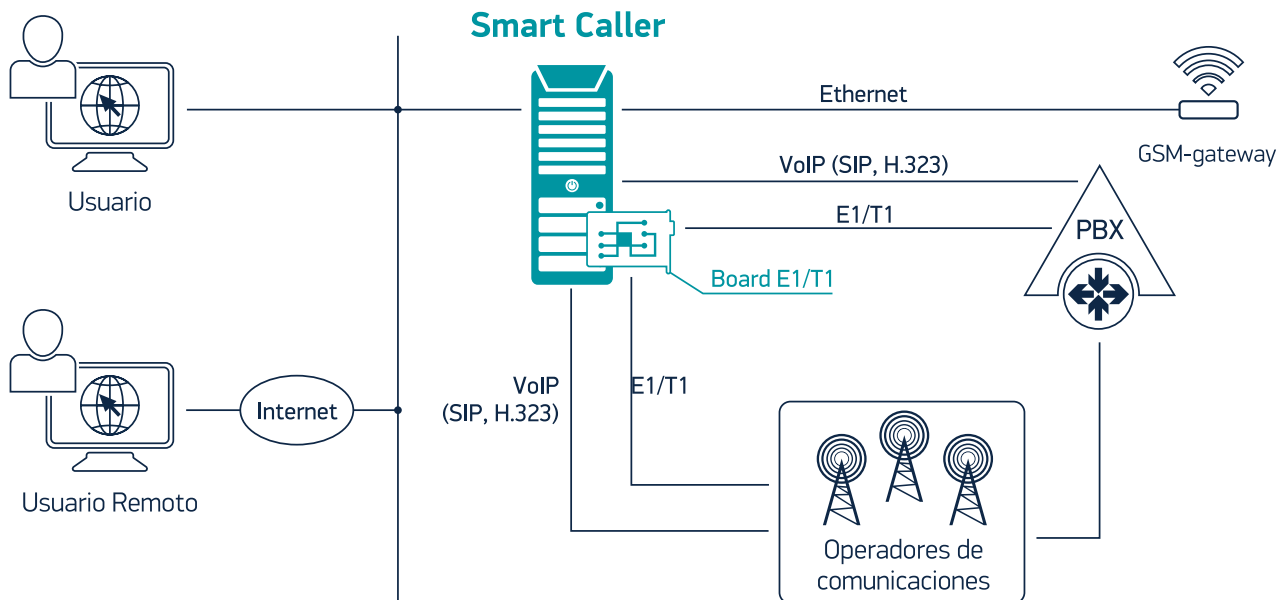 Smart Caller
Ethernet
GSM-gateway
VoIP (SIP, H.323)
Usuario
E1/T1
PBX
Board E1/T1
VoIP
(SIP, H.323)
E1/T1
Internet
Usuario Remoto
Operadores de
comunicaciones